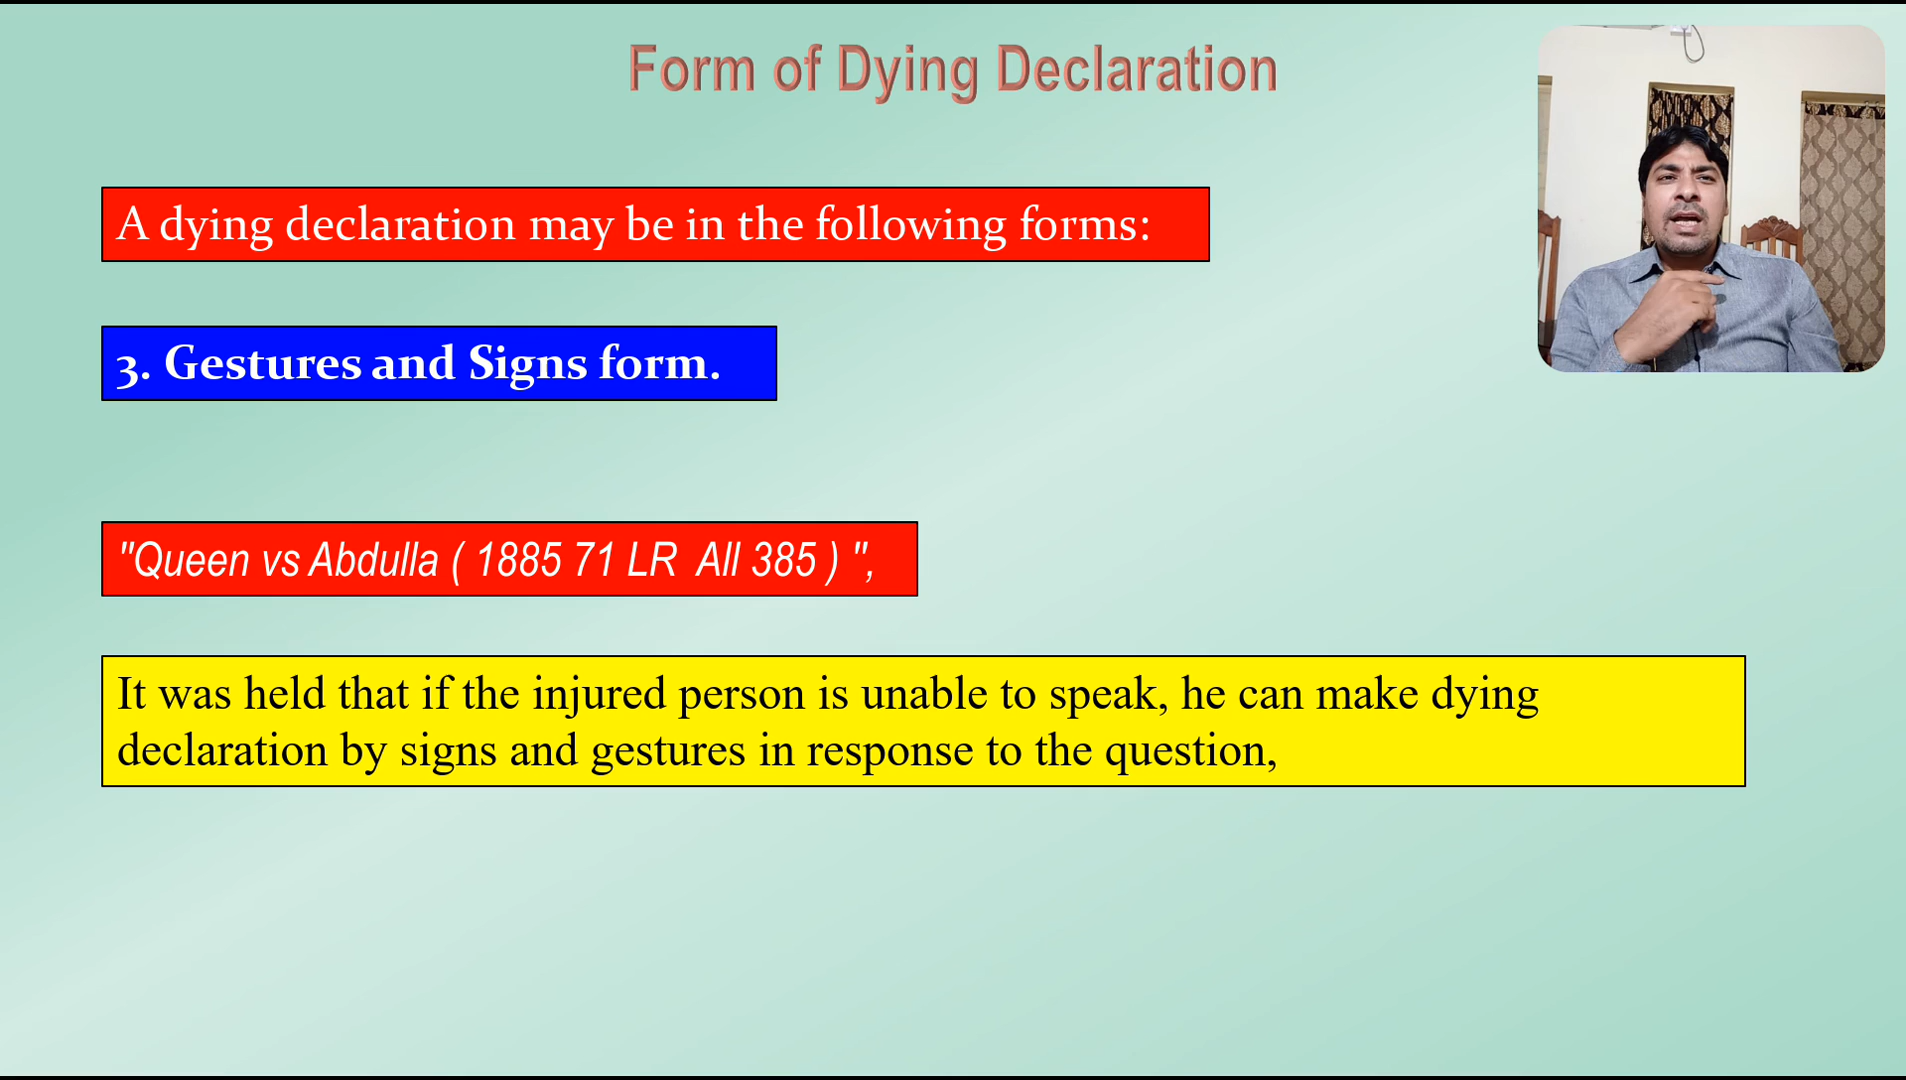 Form of Dying Declaration
A dying declaration may be in the following forms:
3. Gestures and Signs form.
"Queen vs Abdulla ( 1885 71 LR All 385 ) ",
It was held that if the injured person is unable to speak, he can make dying
declaration by signs and gestures in response to the question,